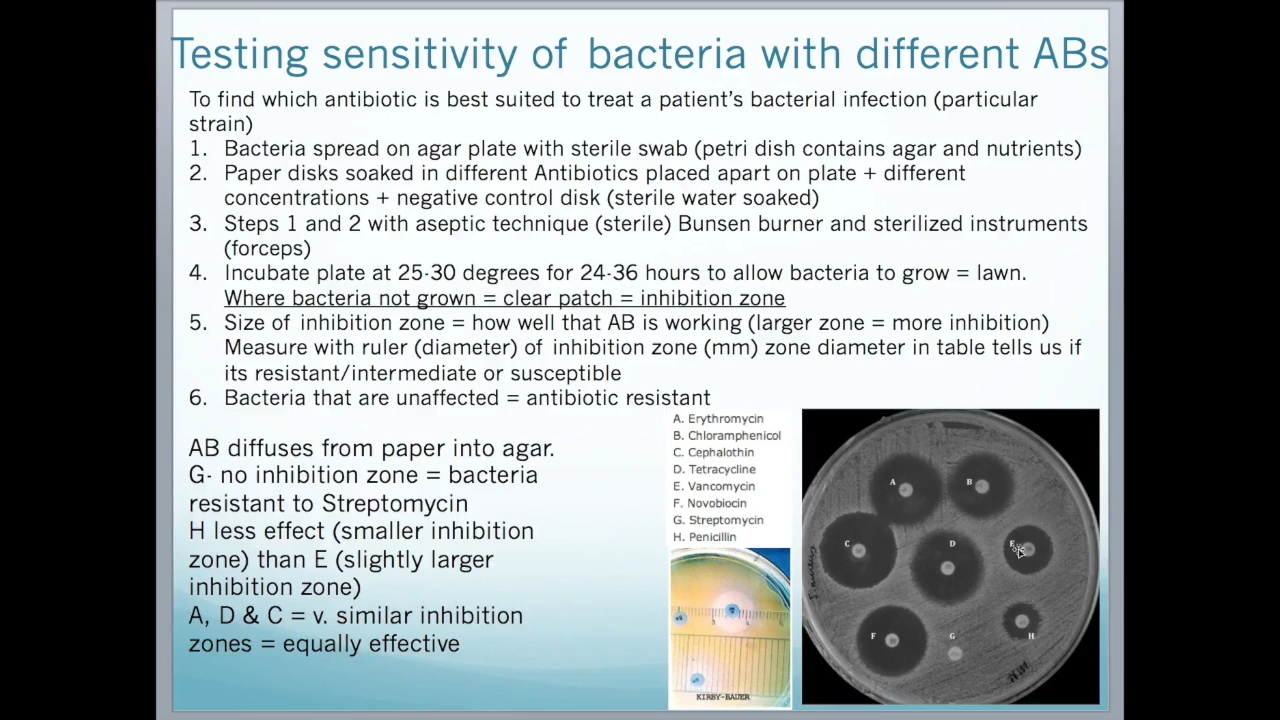 Testing sensitivity of bacteria with different ABs
To find which antibiotic is best suited to treat a patient's bacterial infection (particular
strain)
1. Bacteria spread on agar plate with sterile swab (petri dish contains agar and nutrients)
2. Paper disks soaked in different Antibiotics placed apart on plate + different
concentrations + negative control disk (sterile water soaked)
3. Steps 1 and 2 with aseptic technique (sterile) Bunsen burner and sterilized instruments
(forceps)
4. Incubate plate at 25-30 degrees for 24-36 hours to allow bacteria to grow = lawn.
Where bacteria not grown = clear patch = inhibition zone
5. Size of inhibition zone = how well that AB is working (larger zone = more inhibition)
Measure with ruler (diameter) of inhibition zone (mm) zone diameter in table tells us if
its resistant/intermediate or susceptible
6. Bacteria that are unaffected = antibiotic resistant
AB diffuses from paper into agar.
G- no inhibition zone = bacteria
resistant to Streptomycin
H less effect (smaller inhibition
zone) than E (slightly larger
inhibition zone)
A, D & C = v. similar inhibition
zones = equally effective
A. Erythromycin
B. Chloramphenicol
C. Cephalothin
D. Tetracycline
E. Vancomycin
F. Novobiocin
G. Streptomycin
H. Penicillin
KIRBY-BAUER
A
B
C
D
E
F
G
H